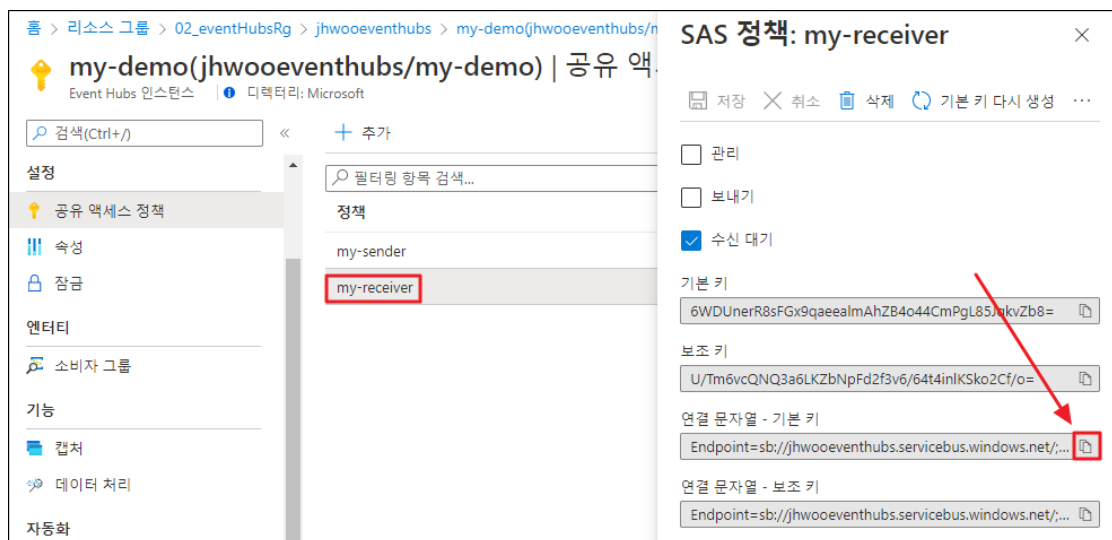 홈 > 리소스 그룹 > 02_eventHubsRg > jhwooeventhubs > my-demo(jhwooeventhubs/m
my-demo(jhwooeventhubs/my-demo) | 공유 액
Event Hubs 인스턴스 디렉터리: Microsoft
검색(Ctrl+/)
설정
공유 액세스 정책
속성
잠금
엔터티
소비자 그룹
기능
캡처
데이터 처리
자동화
추가
필터링 항목 검색...
정책
my-sender
my-receiver
SAS 정책: my-receiver
저장 취소 삭제 기본 키 다시 생성 ...
관리
보내기
수신 대기
기본 키
보조 키
U/Tm6vcQNQ3a6LKZbNpFd2f3v6/64t4inlKSko2Cf/o=
연결 문자열 - 기본 키
Endpoint=sb://jhwooeventhubs.servicebus.windows.net/;...
연결 문자열 - 보조 키
Endpoint=sb://jhwooeventhubs.servicebus.windows.net/;...